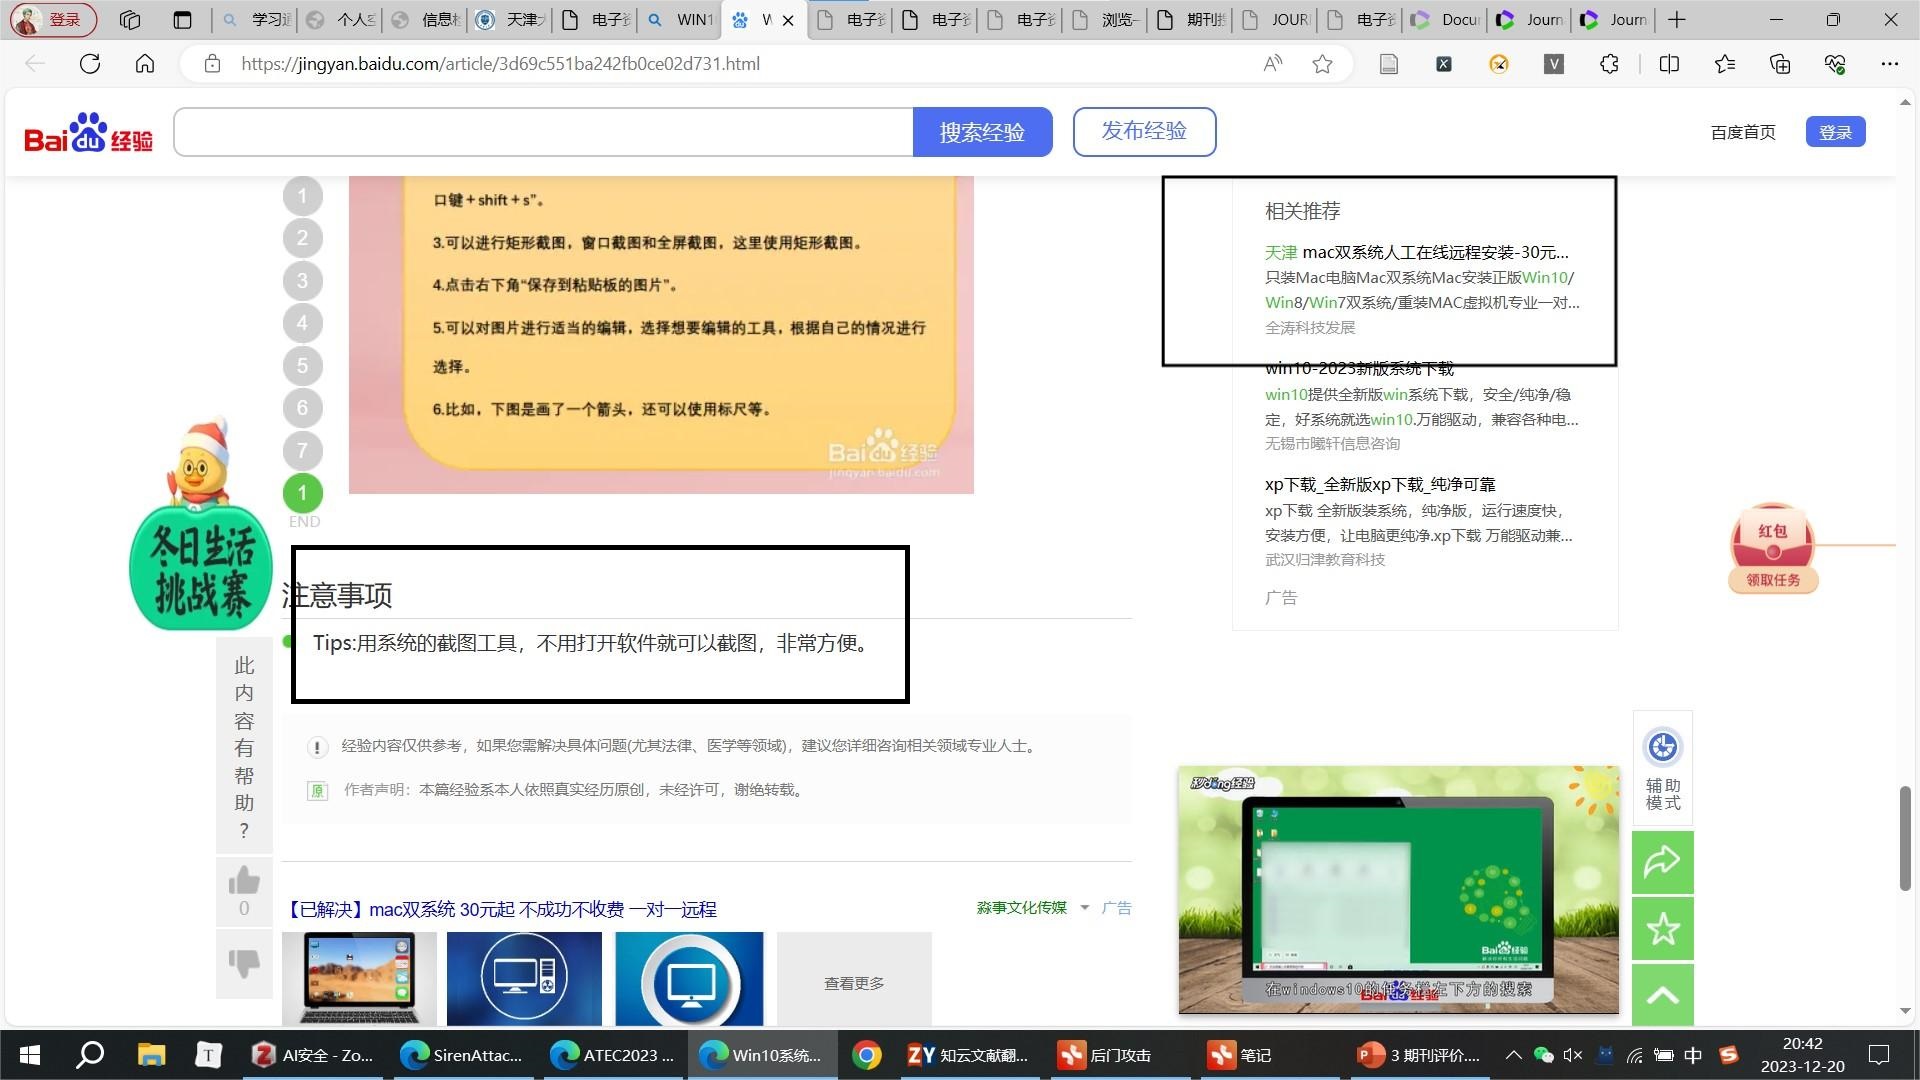 登录
学习通
个人
信息检
天津大
电子资
WIN1
W
电子资
电子资
电子资
浏览-
期刊投
JOUR
电子资
Docu
Journ
Journ
https://jingyan.baidu.com/article/3d69c551ba242fb0ce02d731.html
Bai du 经验
搜索经验
发布经验
百度首页
登录
1
2
3
4
5
6
7
1
END
口键＋shift＋s”。
3.可以进行矩形截图，窗口截图和全屏截图，这里使用矩形截图。
4.点击右下角“保存到粘贴板的图片”。
5.可以对图片进行适当的编辑，选择想要编辑的工具，根据自己的情况进行
选择。
6.比如，下图是画了一个箭头，还可以使用标尺等。
Bai 经验
jingyan.baidu.com
相关推荐
天津 mac双系统人工在线远程安装-30元...
只装Mac电脑Mac双系统Mac安装正版Win10/
Win8/Win7双系统/重装MAC虚拟机专业一对...
全涛科技发展
win10-2023新版系统下载
win10提供全新版win系统下载，安全/纯净/稳
定，好系统就选win10.万能驱动，兼容各种电...
无锡市曦轩信息咨询
xp下载_全新版xp下载_纯净可靠
xp下载 全新版装系统，纯净版，运行速度快，
安装方便，让电脑更纯净.xp下载 万能驱动兼...
武汉归津教育科技
广告
冬日生活
挑战赛
红包
领取任务
注意事项
Tips:用系统的截图工具，不用打开软件就可以截图，非常方便。
此
内
容
有
帮
助
?
0
经验内容仅供参考，如果您需解决具体问题(尤其法律、医学等领域)，建议您详细咨询相关领域专业人士。
原 作者声明：本篇经验系本人依照真实经历原创，未经许可，谢绝转载。
【已解决】mac双系统 30元起 不成功不收费 一对一远程
淼事文化传媒 广告
查看更多
秒dǒng经验
Bai 经验
在windows10的任务栏左下方的搜索
辅助
模式
AI安全 - Zo...
SirenAttac...
ATEC2023 ...
Win10系统...
知云文献翻...
后门攻击
笔记
3 期刊评价....
中
20:42
2023-12-20